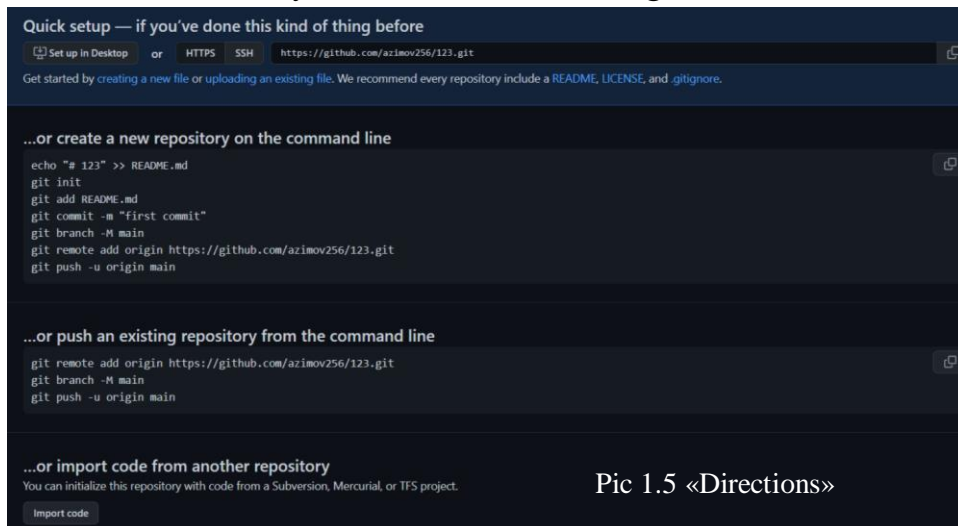 Quick setup — if you've done this kind of thing before
Set up in Desktop or HTTPS SSH https://github.com/azimov256/123.git
Get started by creating a new file or uploading an existing file. We recommend every repository include a README, LICENSE, and .gitignore.
...or create a new repository on the command line
echo "# 123" >> README.md
git init
git add README.md
git commit -m "first commit"
git branch -M main
git remote add origin https://github.com/azimov256/123.git
git push -u origin main
...or push an existing repository from the command line
git remote add origin https://github.com/azimov256/123.git
git branch -M main
git push -u origin main
...or import code from another repository
You can initialize this repository with code from a Subversion, Mercurial, or TFS project.
Pic 1.5 «Directions»
Import code